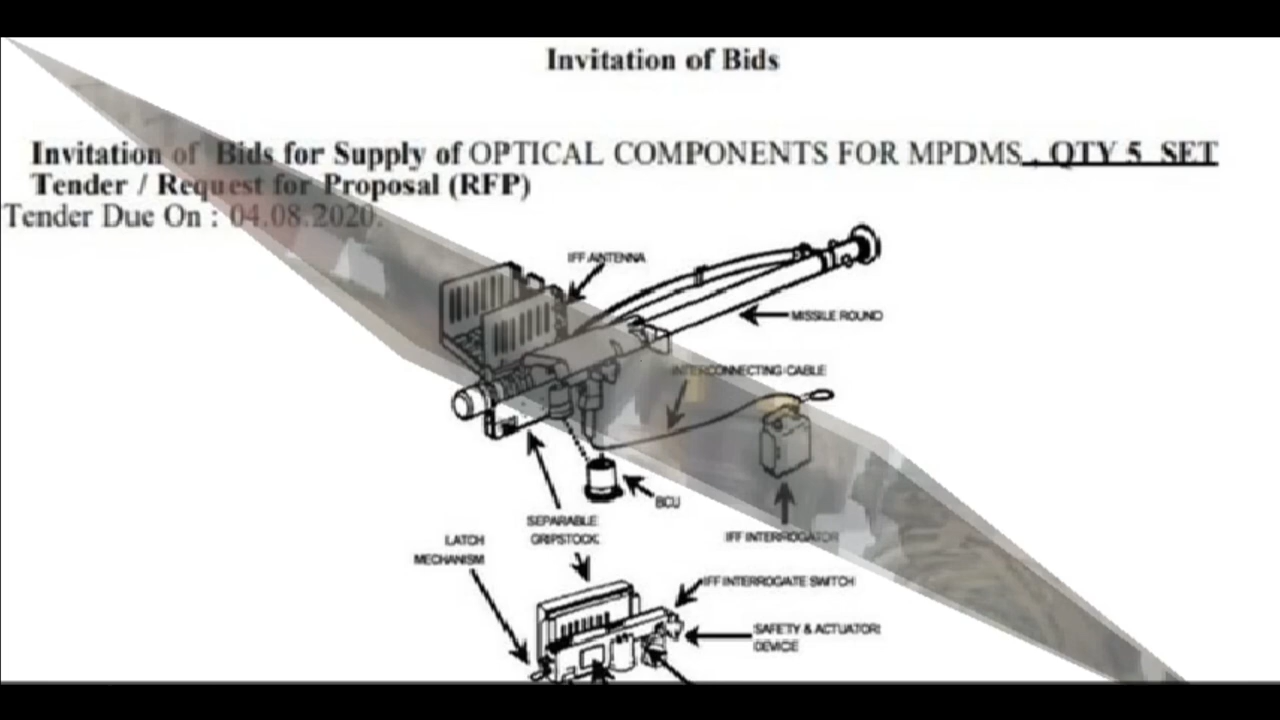 Invitation of Bids
Invitation of Bids for Supply of OPTICAL COMPONENTS FOR MPDMS , QTY 5 SET
Tender / Request for Proposal (RFP)
Tender Due On : 04.08.2020.
IFF ANTENNA
MISSILE ROUND
INTERCONNECTING CABLE
BCU
SEPARABLE
GRIPSTOCK
IFF INTERROGATOR
LATCH
MECHANISM
IFF INTERROGATE SWITCH
SAFETY & ACTUATOR
DEVICE